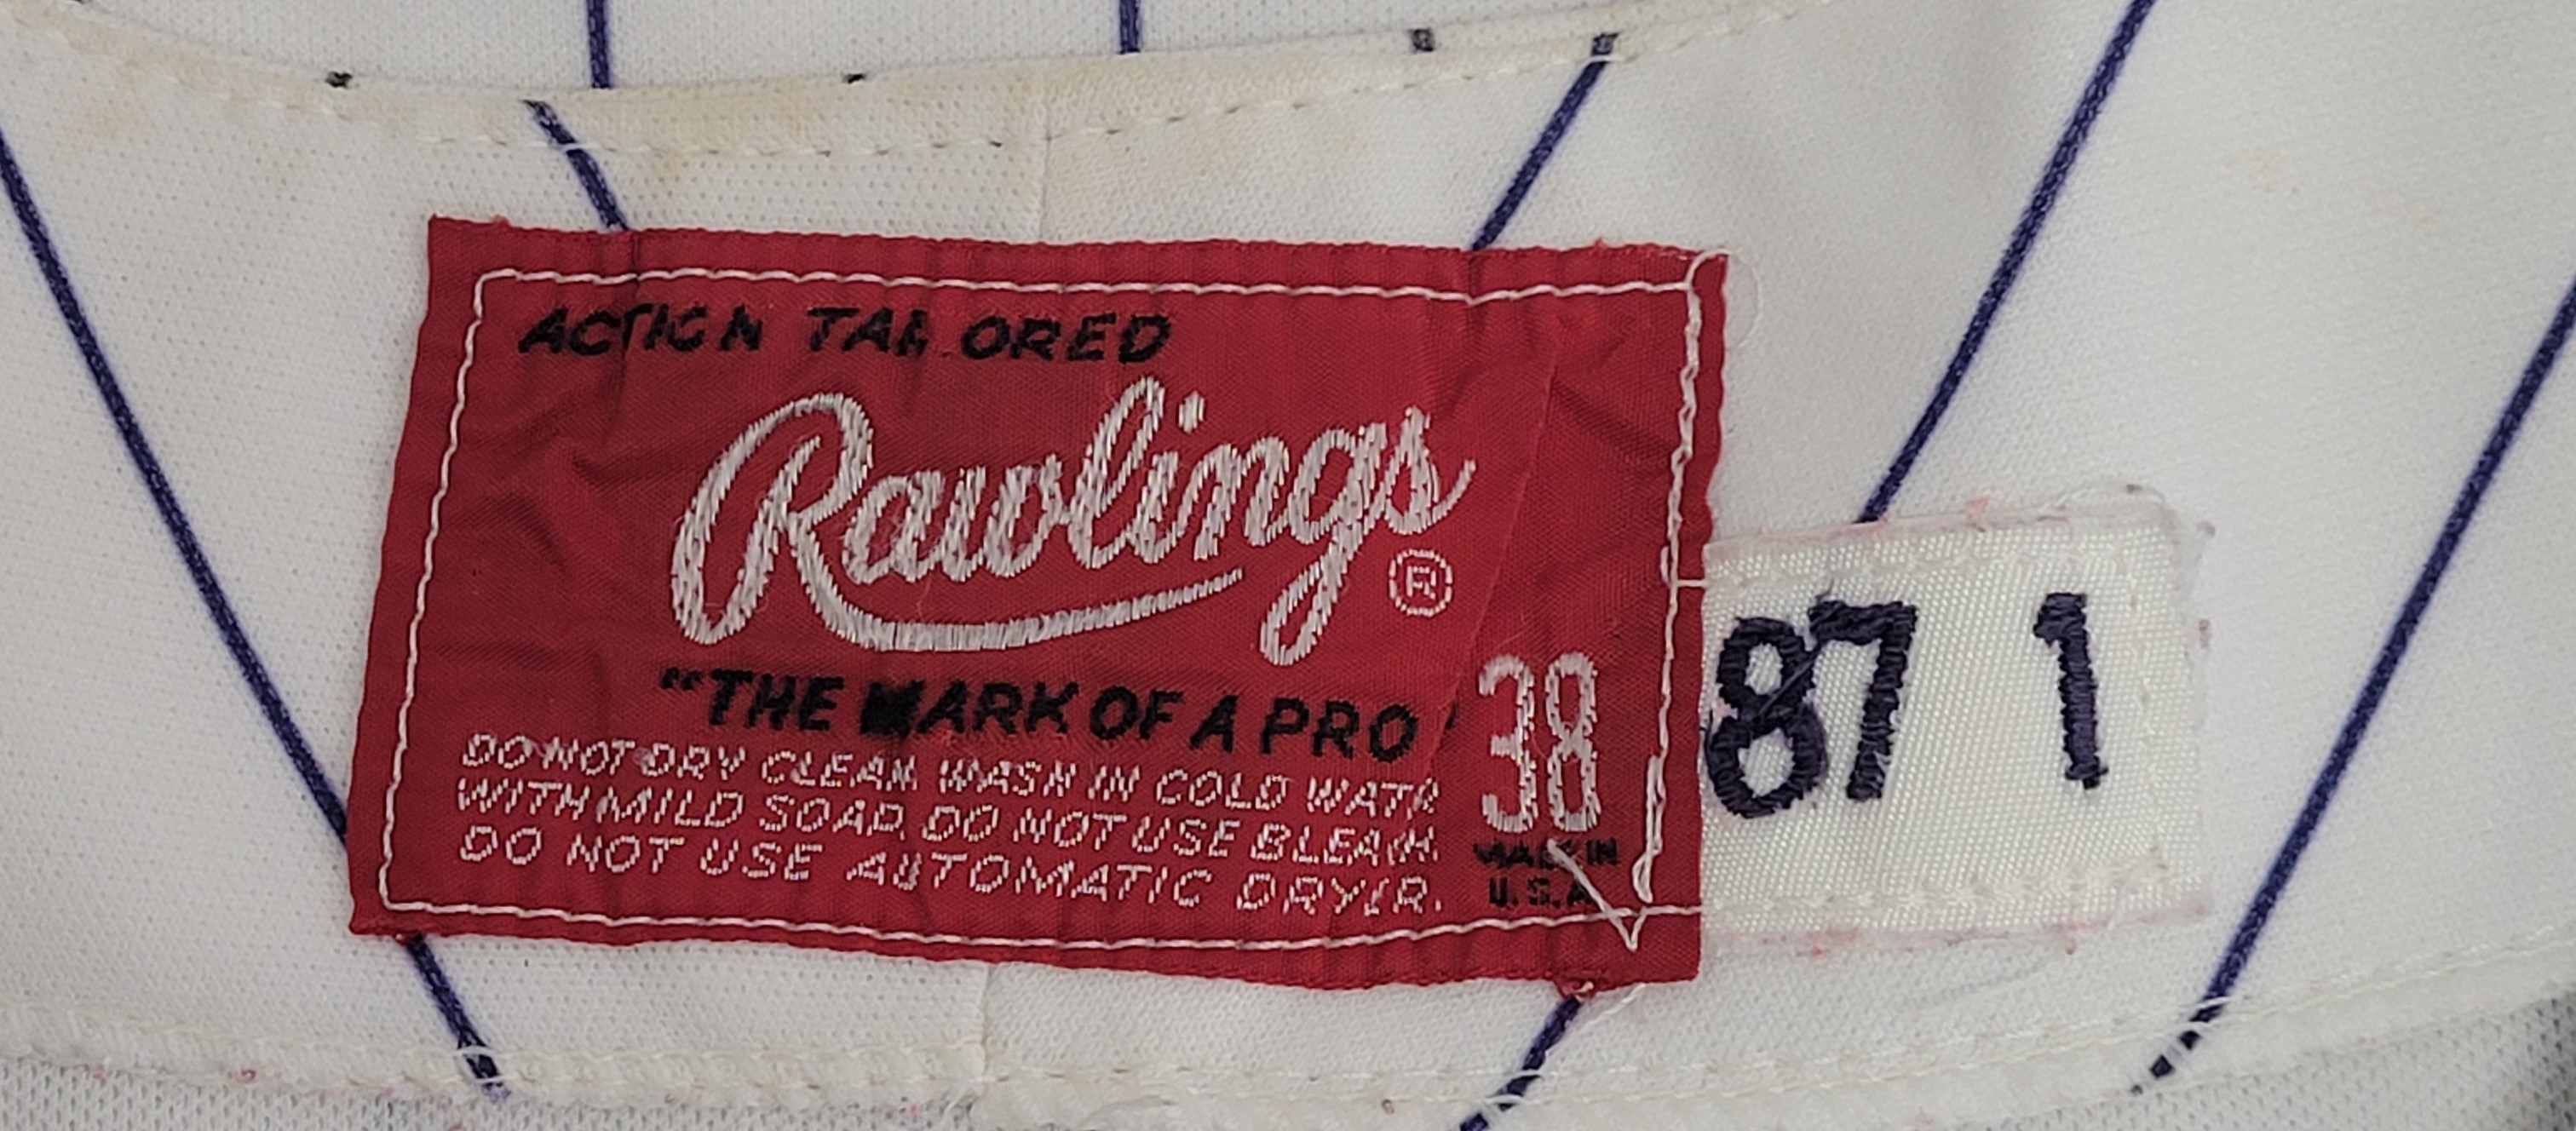 ACTION TAILORED
Rawlings ®
"THE MARK OF A PRO"
DO NOT DRY CLEAN. WASH IN COLD WATR
WITH MILD SOAP. DO NOT USE BLEACH.
DO NOT USE AUTOMATIC DRYER.
38
MADE IN
U.S.A
87 1